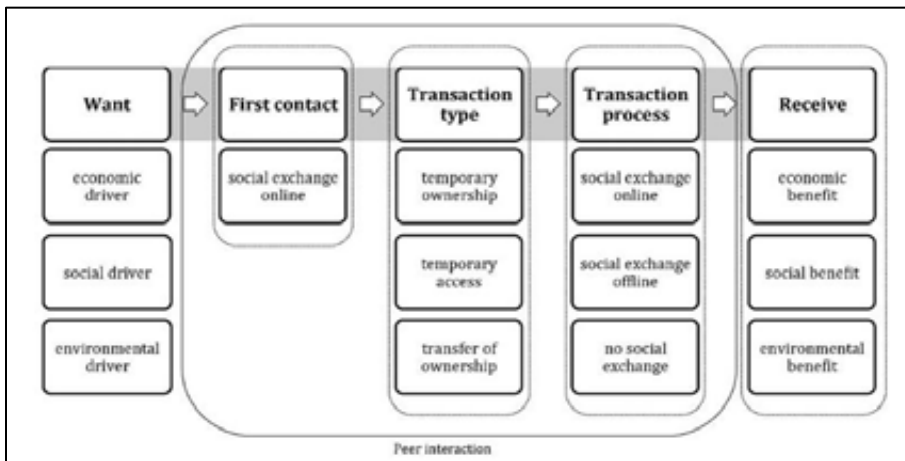 Want
First contact
Transaction
type
Transaction
process
Receive
economic
driver
social exchange
online
temporary
ownership
social exchange
online
economic
benefit
social driver
temporary
access
social exchange
offline
social benefit
environmental
driver
transfer of
ownership
no social
exchange
environmental
benefit
Peer interaction